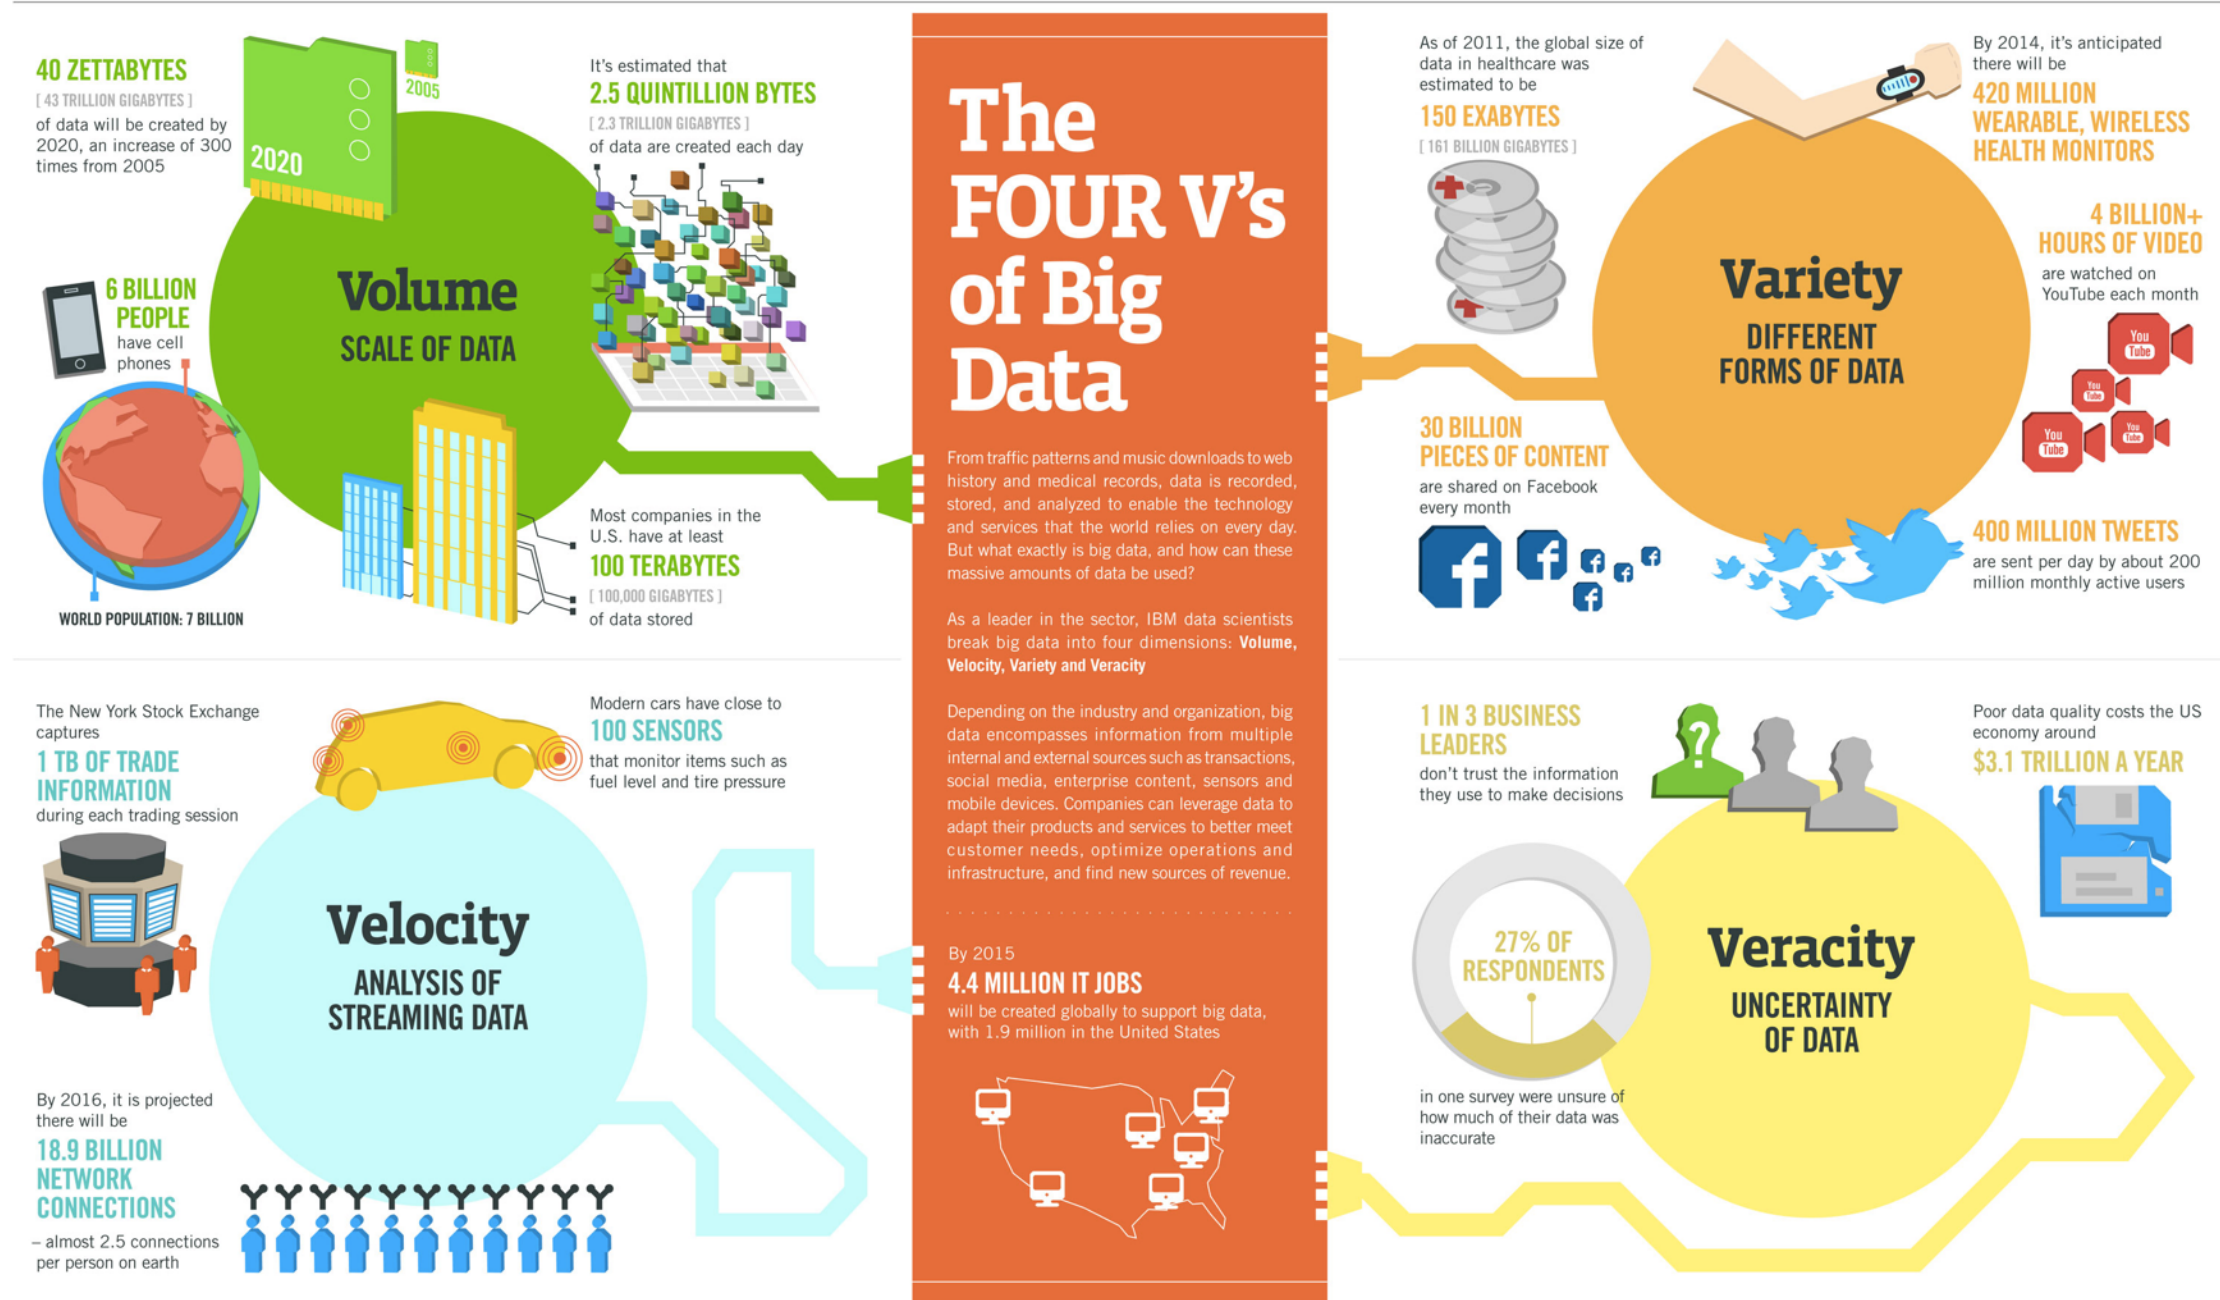 40 ZETTABYTES
[ 43 TRILLION GIGABYTES ]
of data will be created by
2020, an increase of 300
times from 2005
2020
2005
It's estimated that
2.5 QUINTILLION BYTES
[ 2.3 TRILLION GIGABYTES ]
of data are created each day
6 BILLION
PEOPLE
have cell
phones
WORLD POPULATION: 7 BILLION
Volume
SCALE OF DATA
Most companies in the
U.S. have at least
100 TERABYTES
[ 100,000 GIGABYTES ]
of data stored
The New York Stock Exchange
captures
1 TB OF TRADE
INFORMATION
during each trading session
Modern cars have close to
100 SENSORS
that monitor items such as
fuel level and tire pressure
Velocity
ANALYSIS OF
STREAMING DATA
By 2016, it is projected
there will be
18.9 BILLION
NETWORK
CONNECTIONS
– almost 2.5 connections
per person on earth
The
FOUR V's
of Big
Data
From traffic patterns and music downloads to web
history and medical records, data is recorded,
stored, and analyzed to enable the technology
and services that the world relies on every day.
But what exactly is big data, and how can these
massive amounts of data be used?
As a leader in the sector, IBM data scientists
break big data into four dimensions: Volume,
Velocity, Variety and Veracity
Depending on the industry and organization, big
data encompasses information from multiple
internal and external sources such as transactions,
social media, enterprise content, sensors and
mobile devices. Companies can leverage data to
adapt their products and services to better meet
customer needs, optimize operations and
infrastructure, and find new sources of revenue.
By 2015
4.4 MILLION IT JOBS
will be created globally to support big data,
with 1.9 million in the United States
As of 2011, the global size of
data in healthcare was
estimated to be
150 EXABYTES
[ 161 BILLION GIGABYTES ]
By 2014, it's anticipated
there will be
420 MILLION
WEARABLE, WIRELESS
HEALTH MONITORS
4 BILLION+
HOURS OF VIDEO
are watched on
YouTube each month
You
Tube
You
Tube
You
Tube
You
Tube
Variety
DIFFERENT
FORMS OF DATA
30 BILLION
PIECES OF CONTENT
are shared on Facebook
every month
f
f
f
f
f
f
400 MILLION TWEETS
are sent per day by about 200
million monthly active users
1 IN 3 BUSINESS
LEADERS
don't trust the information
they use to make decisions
?
Poor data quality costs the US
economy around
$3.1 TRILLION A YEAR
27% OF
RESPONDENTS
in one survey were unsure of
how much of their data was
inaccurate
Veracity
UNCERTAINTY
OF DATA